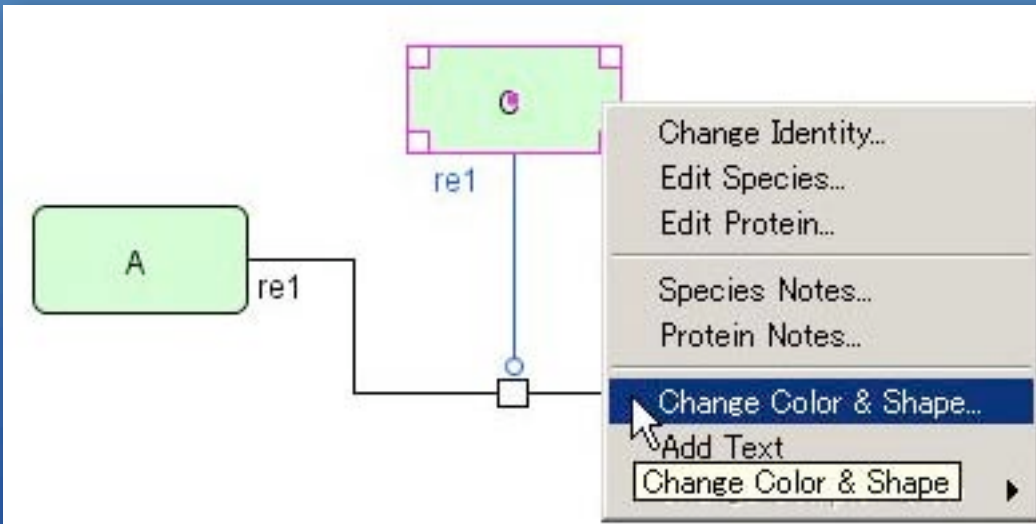 C
re1
A
re1
Change Identity...
Edit Species...
Edit Protein...
Species Notes...
Protein Notes...
Change Color & Shape...
Add Text
Change Color & Shape